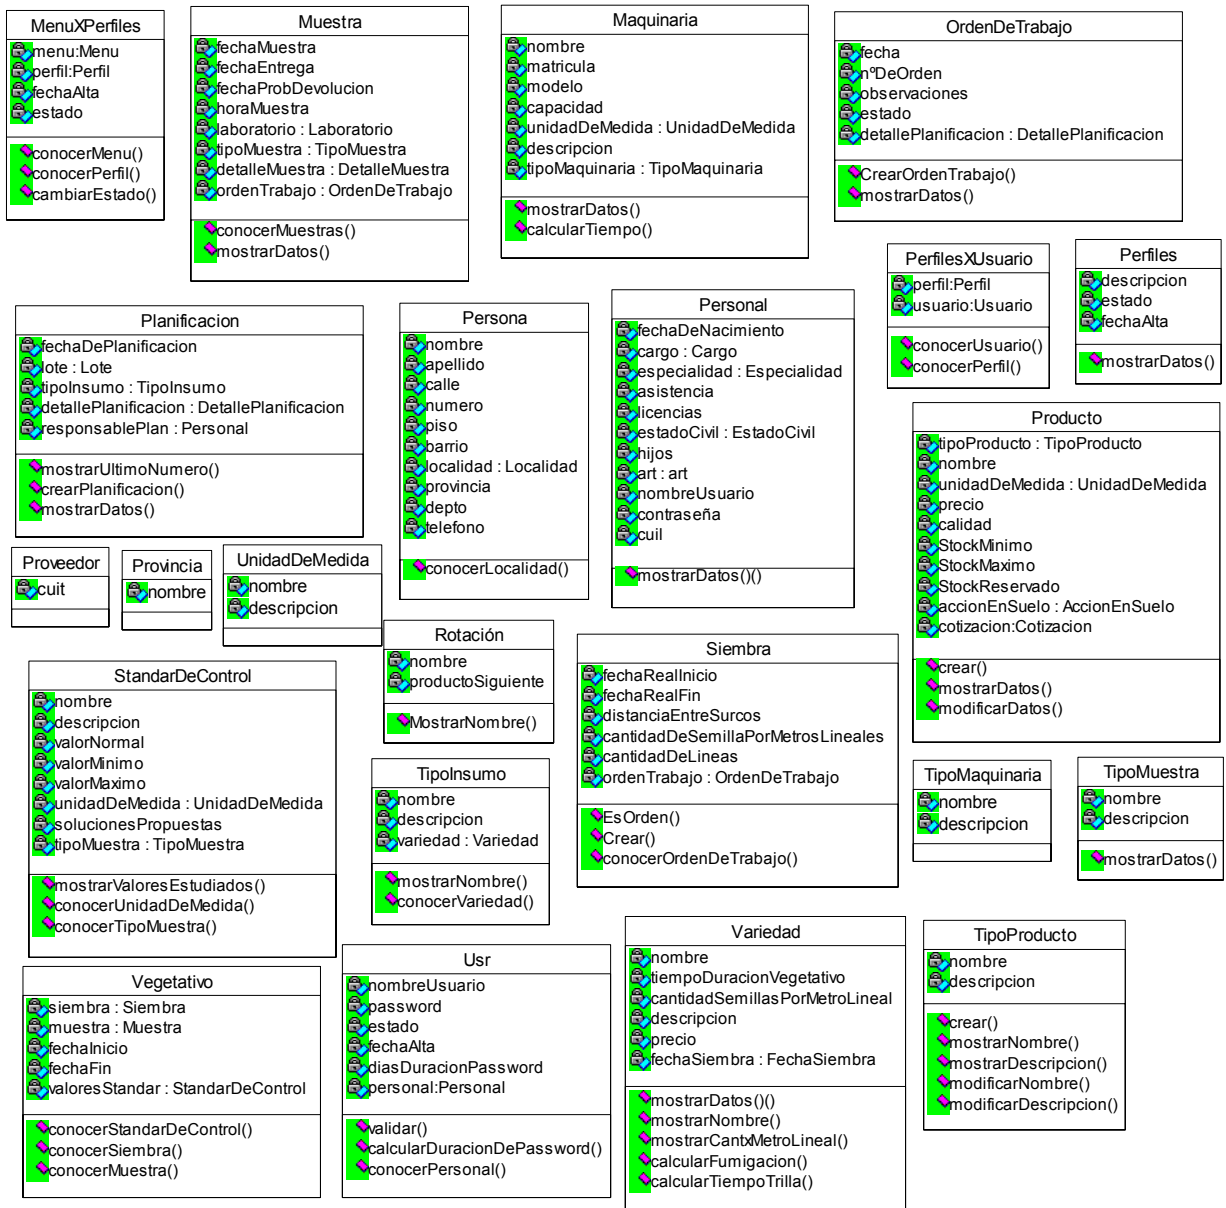 MenuXPerfiles
menu:Menu
perfil:Perfil
fechaAlta
estado
conocerMenu()
conocerPerfil()
cambiarEstado()
Muestra
fechaMuestra
fechaEntrega
fechaProbDevolucion
horaMuestra
laboratorio : Laboratorio
tipoMuestra : TipoMuestra
detalleMuestra : DetalleMuestra
ordenTrabajo : OrdenDeTrabajo
conocerMuestras()
mostrarDatos()
Maquinaria
nombre
matricula
modelo
capacidad
unidadDeMedida : UnidadDeMedida
descripcion
tipoMaquinaria : TipoMaquinaria
mostrarDatos()
calcularTiempo()
OrdenDeTrabajo
fecha
nºDeOrden
observaciones
estado
detallePlanificacion : DetallePlanificacion
CrearOrdenTrabajo()
mostrarDatos()
PerfilesXUsuario
perfil:Perfil
usuario:Usuario
conocerUsuario()
conocerPerfil()
Perfiles
descripcion
estado
fechaAlta
mostrarDatos()
Planificacion
fechaDePlanificacion
lote : Lote
tipoInsumo : TipoInsumo
detallePlanificacion : DetallePlanificacion
responsablePlan : Personal
mostrarUltimoNumero()
crearPlanificacion()
mostrarDatos()
Persona
nombre
apellido
calle
numero
piso
barrio
localidad : Localidad
provincia
depto
telefono
conocerLocalidad()
Personal
fechaDeNacimiento
cargo : Cargo
especialidad : Especialidad
asistencia
licencias
estadoCivil : EstadoCivil
hijos
art : art
nombreUsuario
contraseña
cuil
mostrarDatos()()
Producto
tipoProducto : TipoProducto
nombre
unidadDeMedida : UnidadDeMedida
precio
calidad
StockMinimo
StockMaximo
StockReservado
accionEnSuelo : AccionEnSuelo
cotizacion:Cotizacion
crear()
mostrarDatos()
modificarDatos()
Proveedor
cuit
Provincia
nombre
UnidadDeMedida
nombre
descripcion
Rotación
nombre
productoSiguiente
MostrarNombre()
Siembra
fechaRealInicio
fechaRealFin
distanciaEntreSurcos
cantidadDeSemillaPorMetrosLineales
cantidadDeLineas
ordenTrabajo : OrdenDeTrabajo
EsOrden()
Crear()
conocerOrdenDeTrabajo()
StandarDeControl
nombre
descripcion
valorNormal
valorMinimo
valorMaximo
unidadDeMedida : UnidadDeMedida
solucionesPropuestas
tipoMuestra : TipoMuestra
mostrarValoresEstudiados()
conocerUnidadDeMedida()
conocerTipoMuestra()
TipoInsumo
nombre
descripcion
variedad : Variedad
mostrarNombre()
conocerVariedad()
TipoMaquinaria
nombre
descripcion
TipoMuestra
nombre
descripcion
mostrarDatos()
Vegetativo
siembra : Siembra
muestra : Muestra
fechaInicio
fechaFin
valoresStandar : StandarDeControl
conocerStandarDeControl()
conocerSiembra()
conocerMuestra()
Usr
nombreUsuario
password
estado
fechaAlta
diasDuracionPassword
personal:Personal
validar()
calcularDuracionDePassword()
conocerPersonal()
Variedad
nombre
tiempoDuracionVegetativo
cantidadSemillasPorMetroLineal
descripcion
precio
fechaSiembra : FechaSiembra
mostrarDatos()()
mostrarNombre()
mostrarCantxMetroLineal()
calcularFumigacion()
calcularTiempoTrilla()
TipoProducto
nombre
descripcion
crear()
mostrarNombre()
mostrarDescripcion()
modificarNombre()
modificarDescripcion()